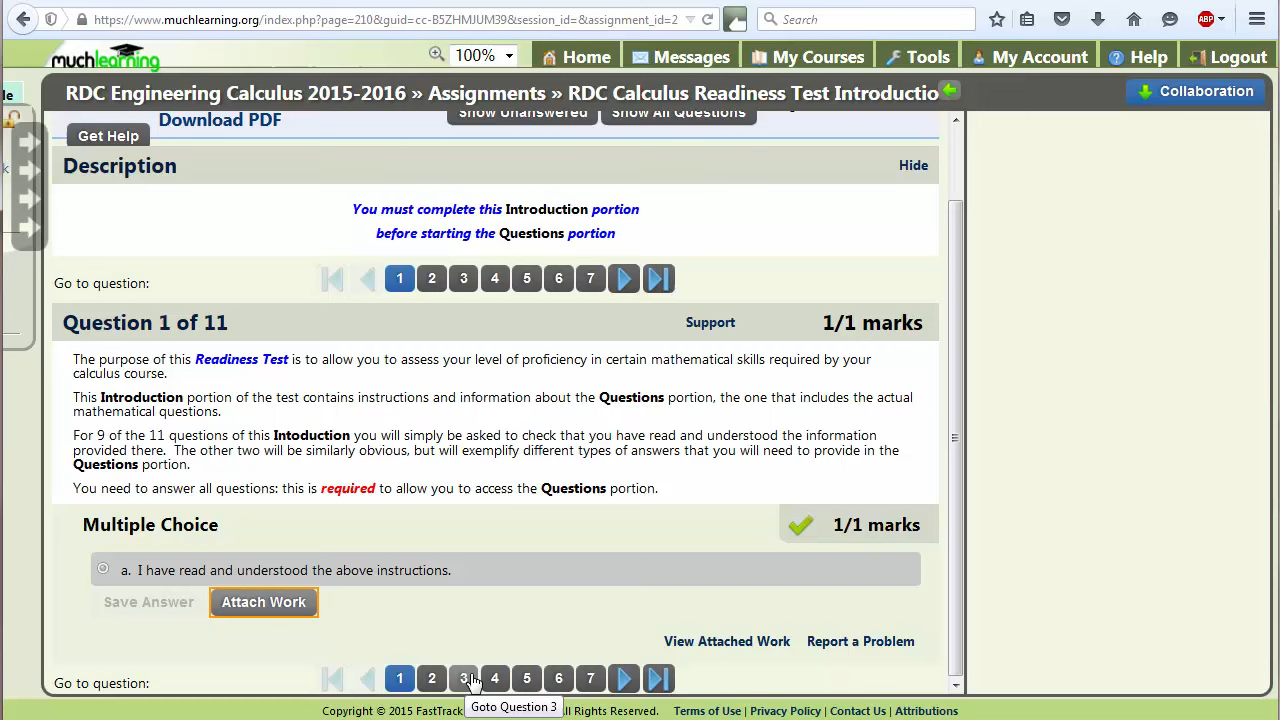 www.muchlearning.org/index.php?page=210&guid=cc-B5ZHMJUM39&session_id=&assignment_id=2
Search
ABP
muchlearning
100%
Home
Messages
My Courses
Tools
My Account
Help
Logout
RDC Engineering Calculus 2015-2016 » Assignments » RDC Calculus Readiness Test Introductio
Collaboration
Download PDF
Show Unanswered
Show All Questions
Get Help
Description
Hide
You must complete this Introduction portion
before starting the Questions portion
Go to question:
1 2 3 4 5 6 7
Question 1 of 11
Support
1/1 marks
The purpose of this Readiness Test is to allow you to assess your level of proficiency in certain mathematical skills required by your
calculus course.
This Introduction portion of the test contains instructions and information about the Questions portion, the one that includes the actual
mathematical questions.
For 9 of the 11 questions of this Intoduction you will simply be asked to check that you have read and understood the information
provided there. The other two will be similarly obvious, but will exemplify different types of answers that you will need to provide in the
Questions portion.
You need to answer all questions: this is required to allow you to access the Questions portion.
Multiple Choice
1/1 marks
a. I have read and understood the above instructions.
Save Answer
Attach Work
View Attached Work
Report a Problem
Go to question:
1 2 3 4 5 6 7
Goto Question 3
Copyright © 2015 FastTrack
All Rights Reserved.
Terms of Use | Privacy Policy | Contact Us | Attributions